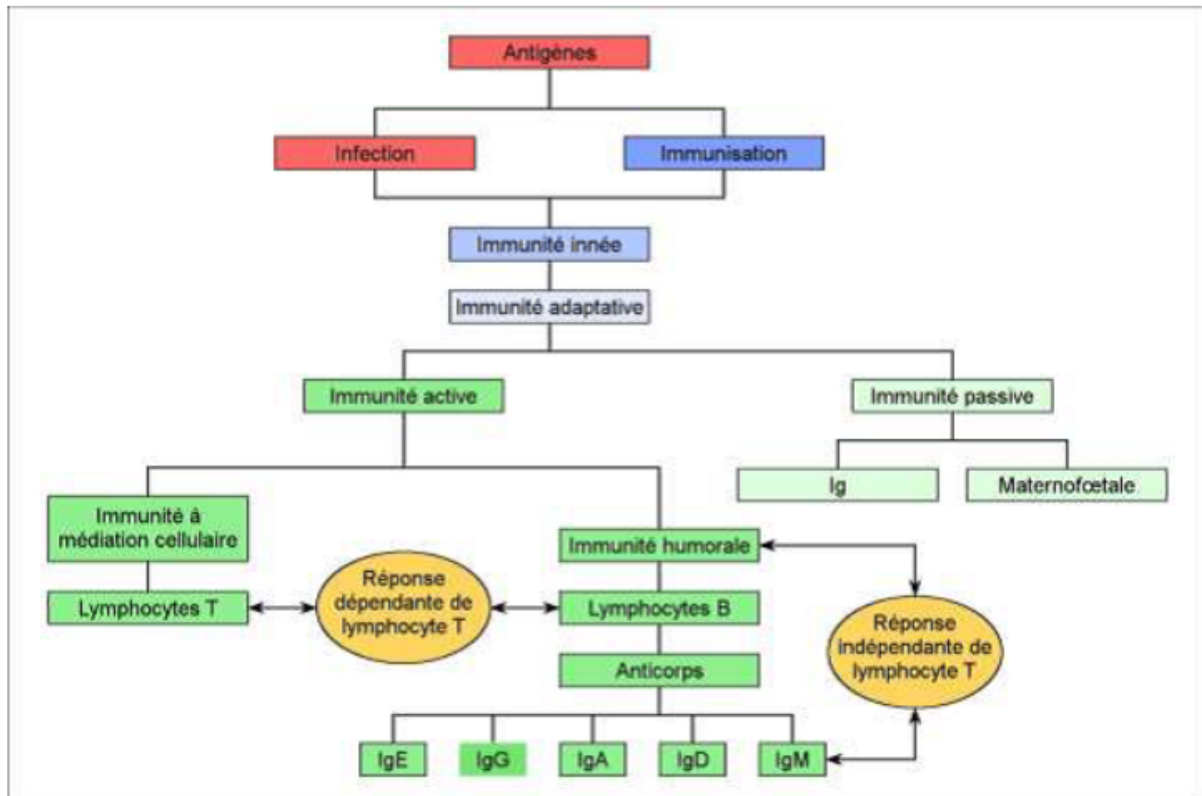 Antigènes
Infection
Immunisation
Immunité innée
Immunité adaptative
Immunité active
Immunité passive
Ig
Maternofœtale
Immunité à
médiation cellulaire
Immunité humorale
Lymphocytes T
Réponse
dépendante de
lymphocyte T
Lymphocytes B
Réponse
indépendante de
lymphocyte T
Anticorps
IgE
IgG
IgA
IgD
IgM